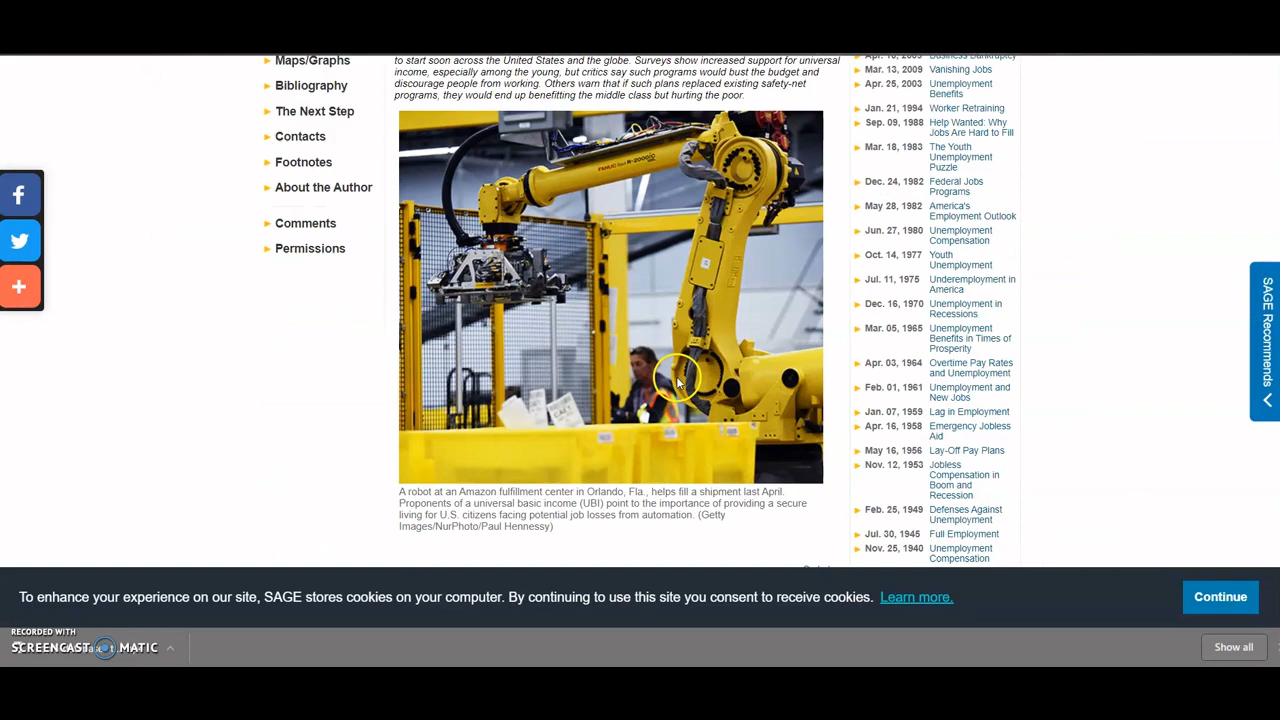 Maps/Graphs
Bibliography
The Next Step
Contacts
Footnotes
About the Author
Comments
Permissions
to start soon across the United States and the globe. Surveys show increased support for universal
income, especially among the young, but critics say such programs would bust the budget and
discourage people from working. Others warn that if such plans replaced existing safety-net
programs, they would end up benefitting the middle class but hurting the poor.
FANUC Robot R-2000iC
A robot at an Amazon fulfillment center in Orlando, Fla., helps fill a shipment last April.
Proponents of a universal basic income (UBI) point to the importance of providing a secure
living for U.S. citizens facing potential job losses from automation. (Getty
Images/NurPhoto/Paul Hennessy)
Mar. 13, 2009 Vanishing Jobs
Apr. 25, 2003 Unemployment
Benefits
Jan. 21, 1994 Worker Retraining
Sep. 09, 1988 Help Wanted: Why
Jobs Are Hard to Fill
Mar. 18, 1983 The Youth
Unemployment
Puzzle
Dec. 24, 1982 Federal Jobs
Programs
May 28, 1982 America's
Employment Outlook
Jun. 27, 1980 Unemployment
Compensation
Oct. 14, 1977 Youth
Unemployment
Jul. 11, 1975 Underemployment in
America
Dec. 16, 1970 Unemployment in
Recessions
Mar. 05, 1965 Unemployment
Benefits in Times of
Prosperity
Apr. 03, 1964 Overtime Pay Rates
and Unemployment
Feb. 01, 1961 Unemployment and
New Jobs
Jan. 07, 1959 Lag in Employment
Apr. 16, 1958 Emergency Jobless
Aid
May 16, 1956 Lay-Off Pay Plans
Nov. 12, 1953 Jobless
Compensation in
Boom and
Recession
Feb. 25, 1949 Defenses Against
Unemployment
Jul. 30, 1945 Full Employment
Nov. 25, 1940 Unemployment
Compensation
SAGE Recommends
To enhance your experience on our site, SAGE stores cookies on your computer. By continuing to use this site you consent to receive cookies. Learn more.
Continue
RECORDED WITH
SCREENCAST MATIC
Show all